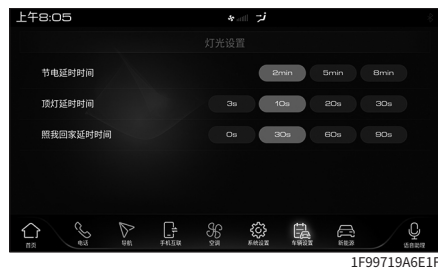 上午8:05
灯光设置
节电延时时间 2min 5min 8min
顶灯延时时间 3s 10s 20s 30s
照我回家延时时间 0s 30s 60s 90s
首页 电话 导航 手机互联 空调 系统设置 车辆设置 新能源 语音助理
1F99719A6E1F